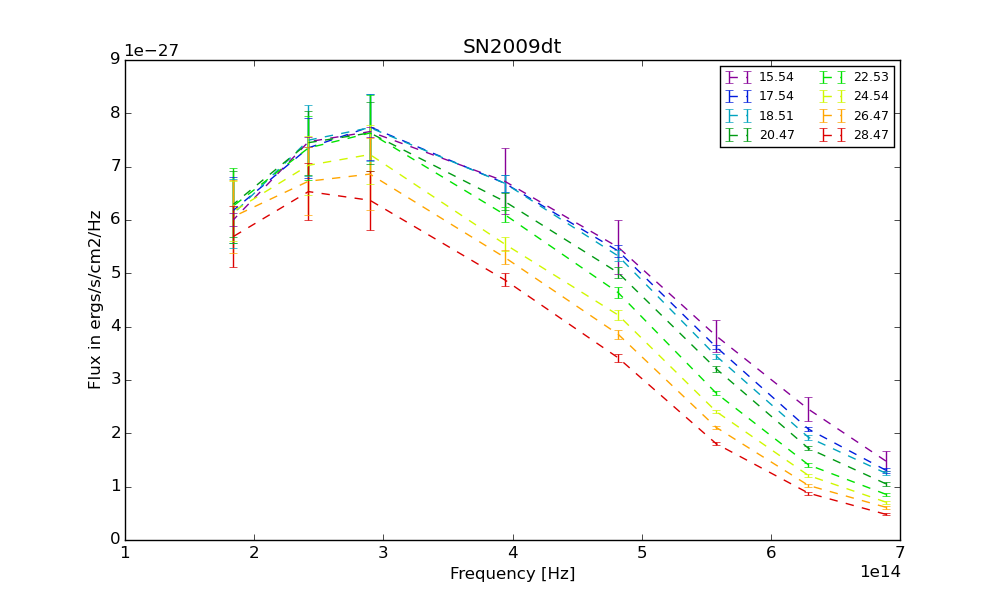 SN2009dt
1e−27
9
8
7
6
5
4
3
2
1
0
Flux in ergs/s/cm2/Hz
15.54 22.53
17.54 24.54
18.51 26.47
20.47 28.47
1 2 3 4 5 6 7
1e14
Frequency [Hz]